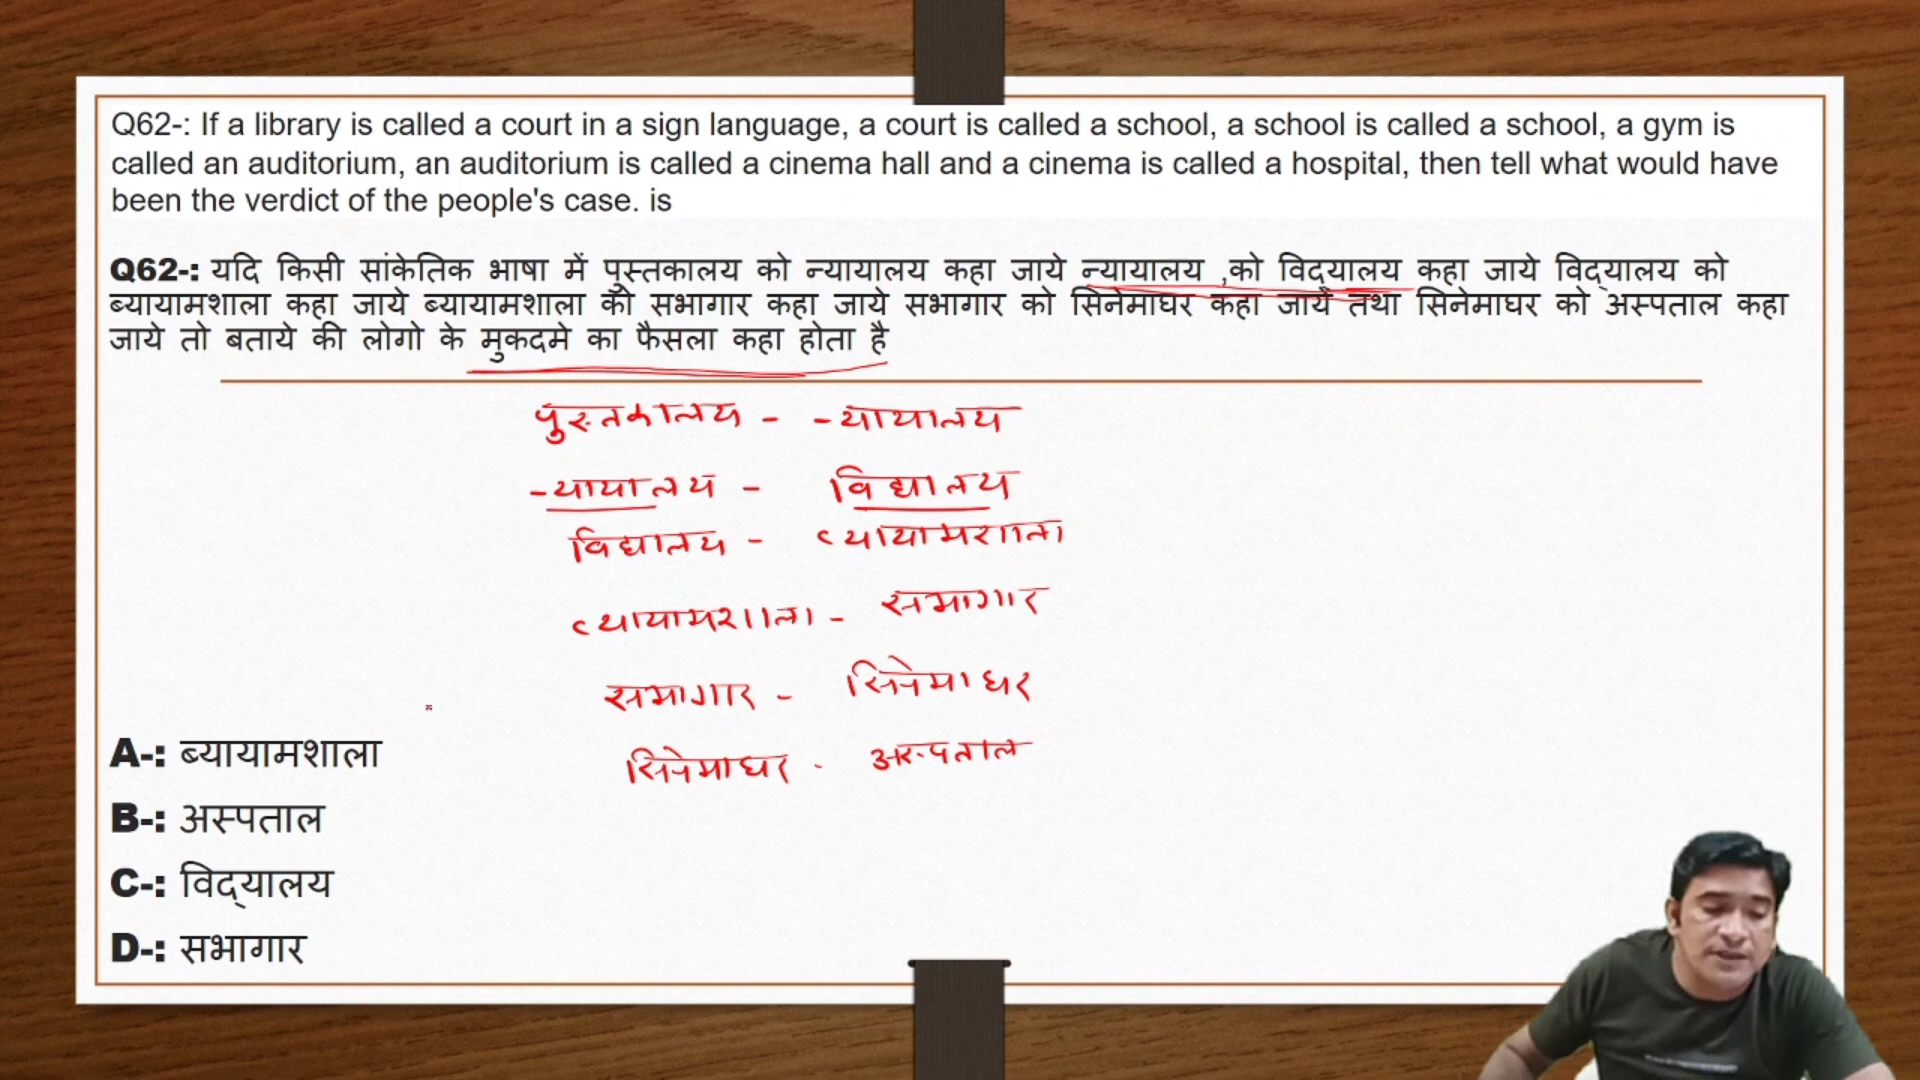 Q62-: If a library is called a court in a sign language, a court is called a school, a school is called a school, a gym is
called an auditorium, an auditorium is called a cinema hall and a cinema is called a hospital, then tell what would have
been the verdict of the people's case. is
Q62-: यदि किसी सांकेतिक भाषा में पुस्तकालय को न्यायालय कहा जाये न्यायालय ,को विद्यालय कहा जाये विद्यालय को
ब्यायामशाला कहा जाये ब्यायामशाला को सभागार कहा जाये सभागार को सिनेमाघर कहा जाये तथा सिनेमाघर को अस्पताल कहा
जाये तो बताये की लोगो के मुकदमे का फैसला कहा होता है
पुस्तकालय - न्यायालय
न्यायालय - विद्यालय
विद्यालय - व्यायामशाला
व्यायामशाला - सभागार
सभागार - सिनेमाघर
सिनेमाघर - अस्पताल
A-: ब्यायामशाला
B-: अस्पताल
C-: विद्यालय
D-: सभागार